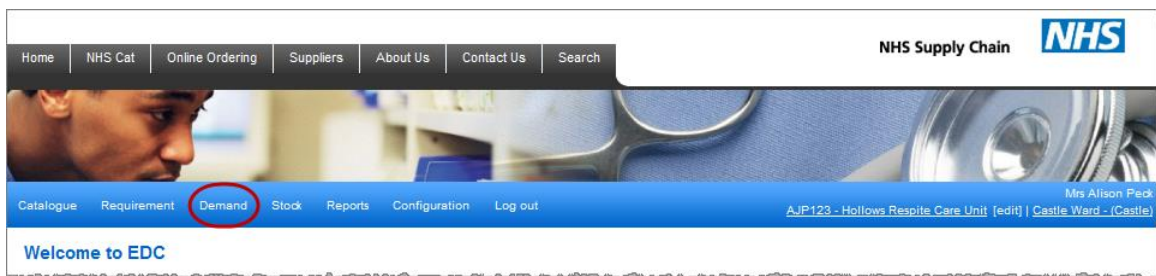 NHS Supply Chain NHS
Home NHS Cat Online Ordering Suppliers About Us Contact Us Search
Mrs Alison Peck
Catalogue Requirement Demand Stock Reports Configuration Log out
AJP123 - Hollows Respite Care Unit [edit] | Castle Ward - (Castle)
Welcome to EDC